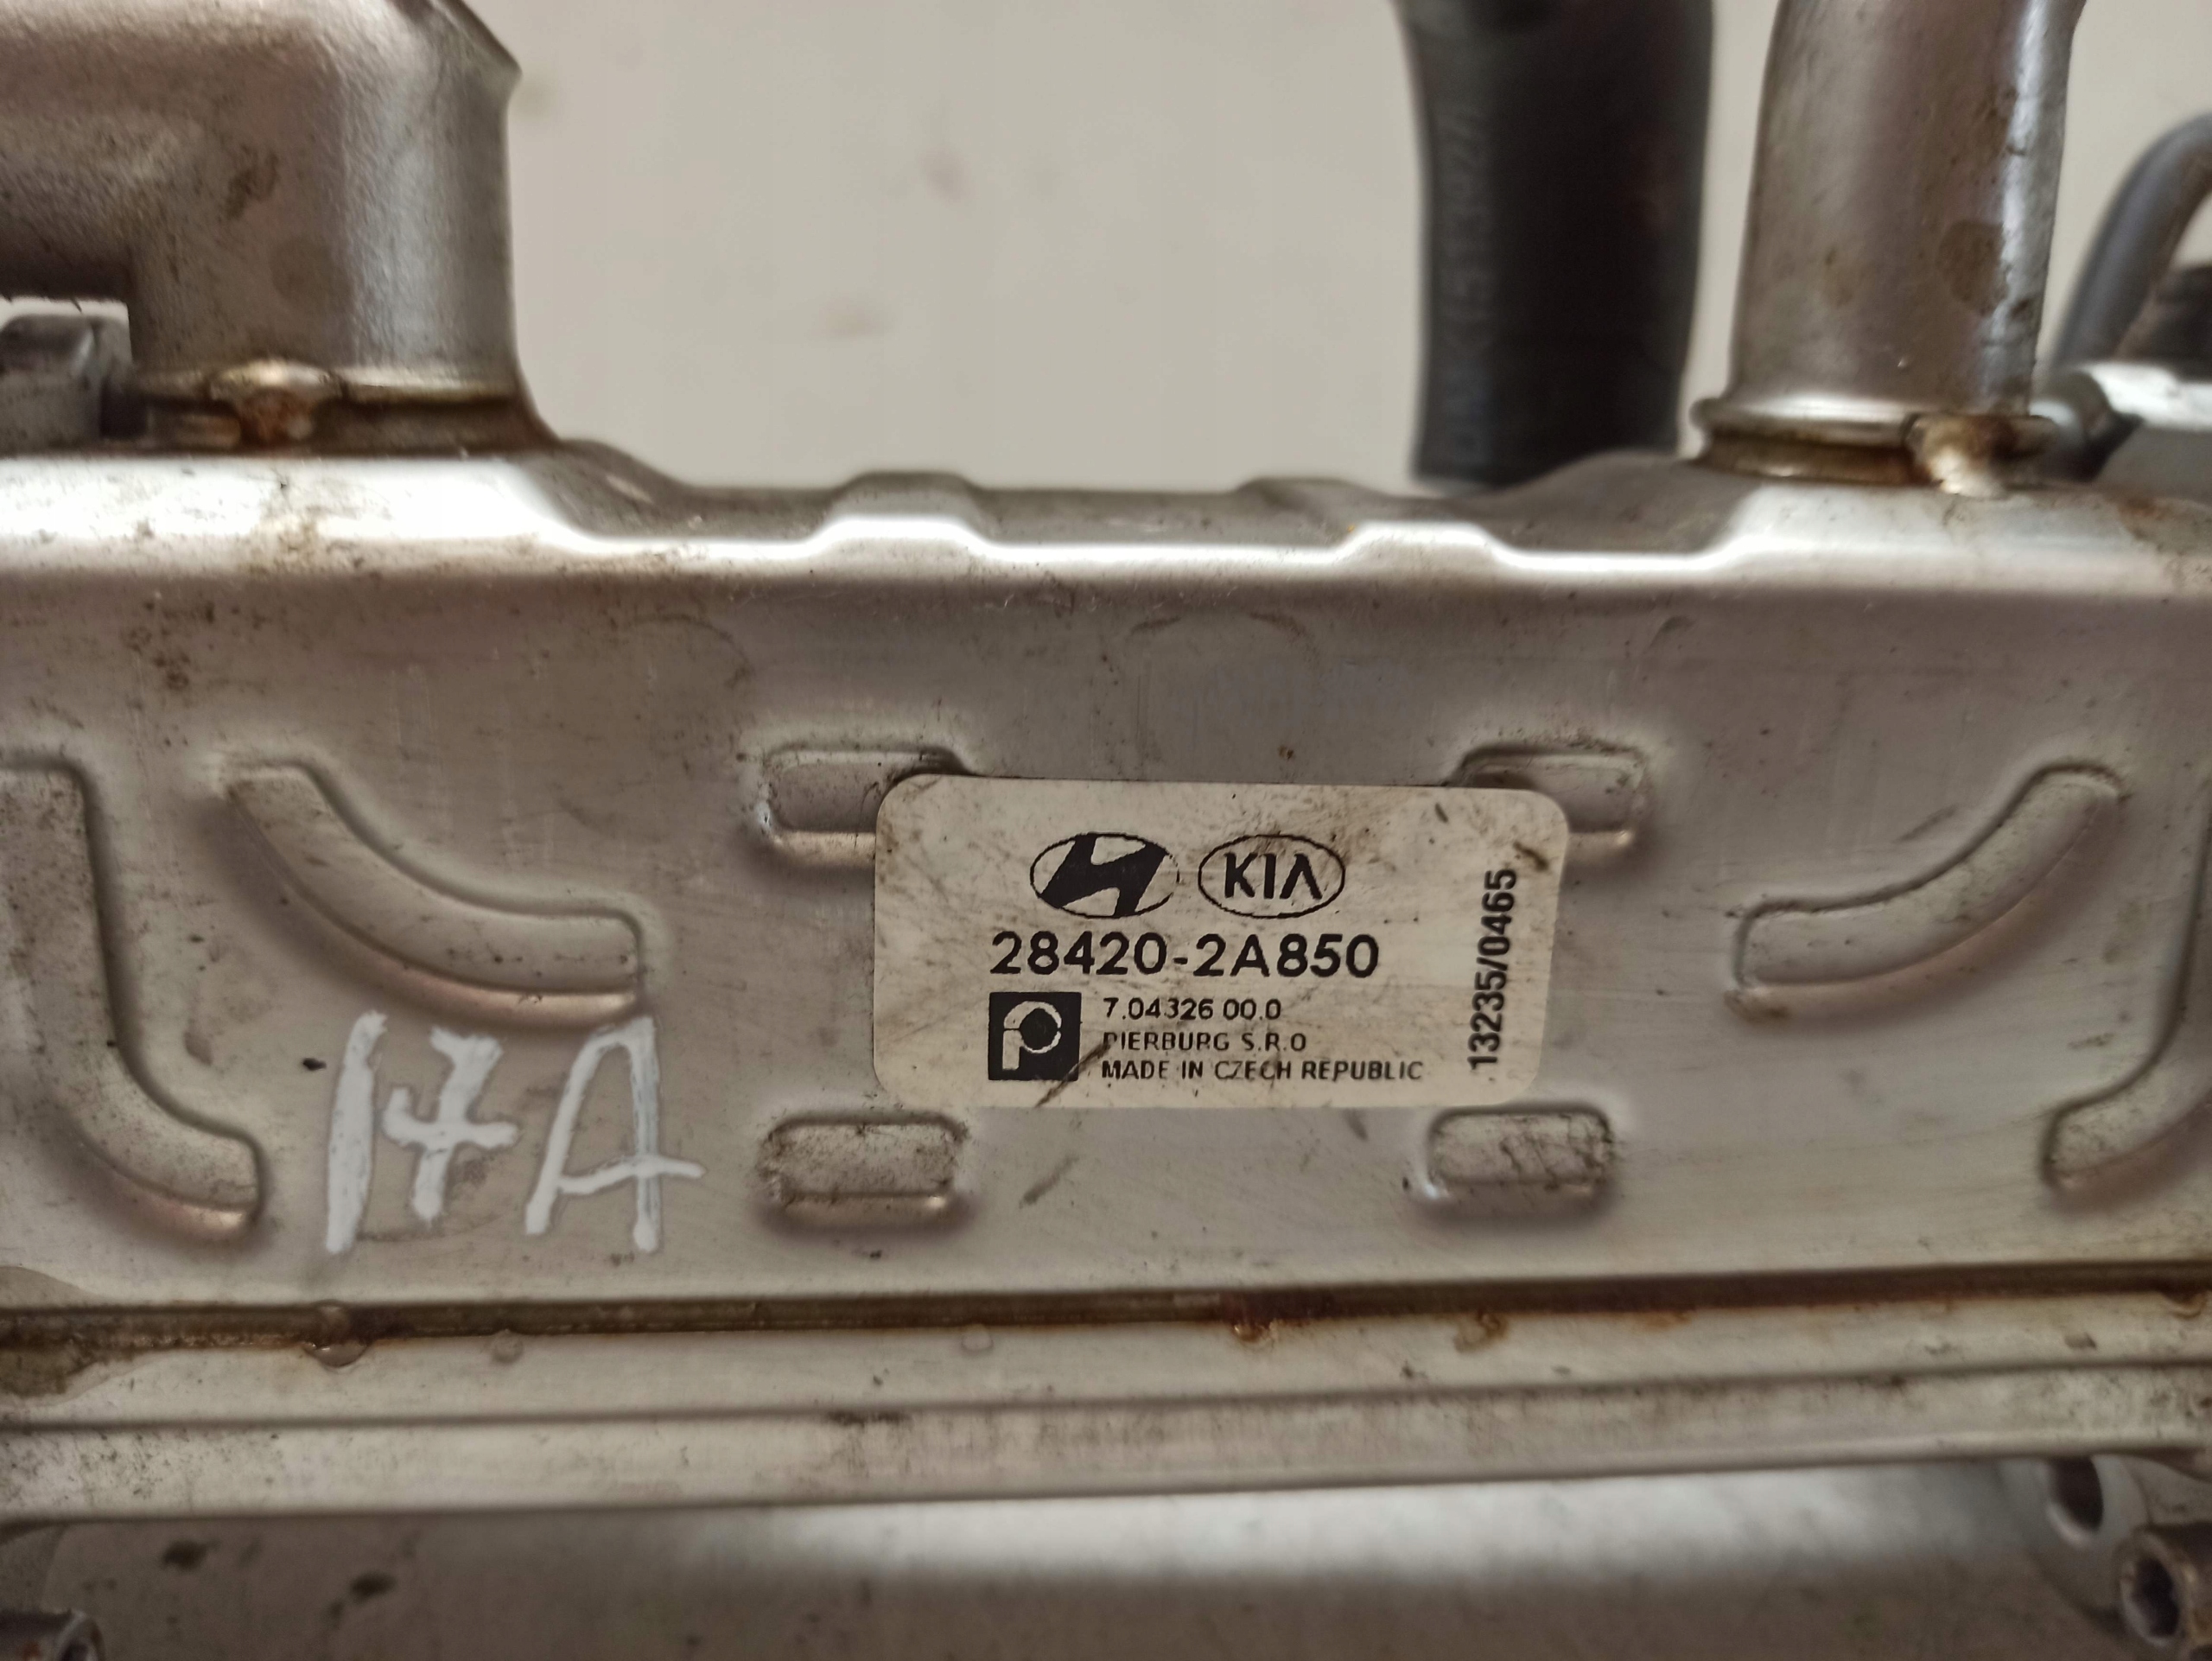 KIA
28420-2A850
7.04326.00.0
PIERBURG S.R.O
MADE IN CZECH REPUBLIC
13235/0465
17A